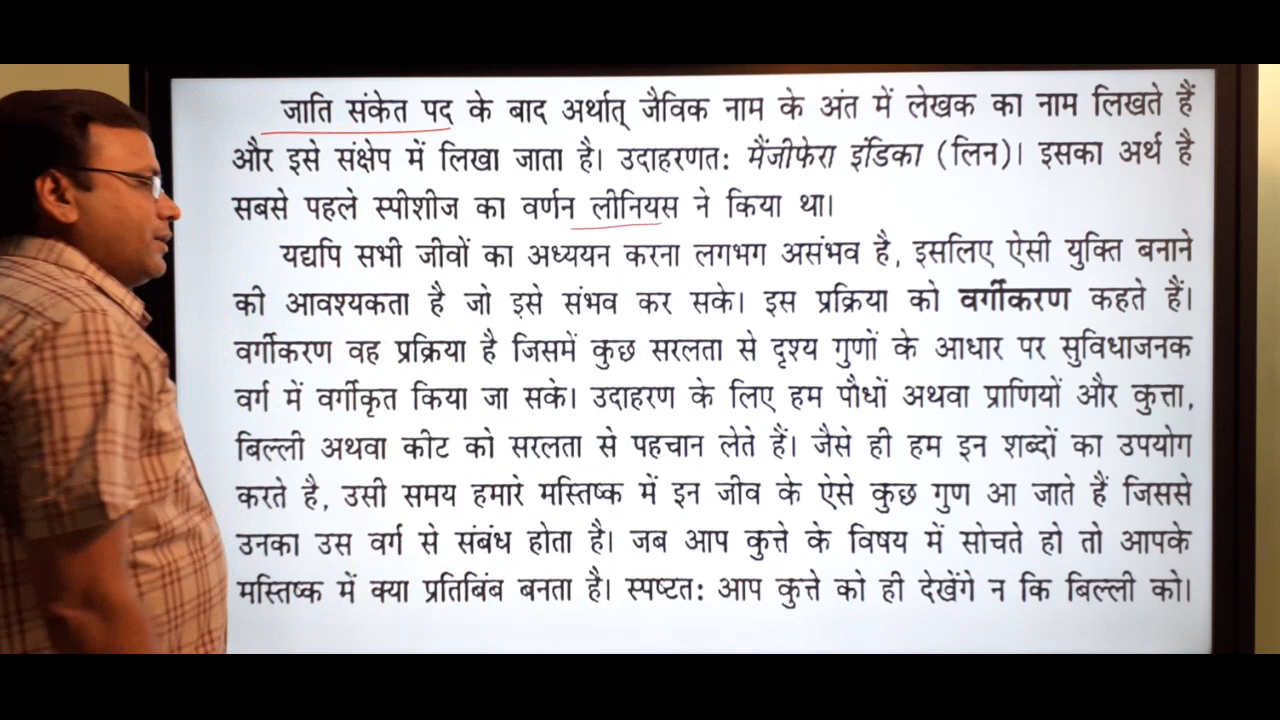 जाति संकेत पद के बाद अर्थात् जैविक नाम के अंत में लेखक का नाम लिखते हैं
और इसे संक्षेप में लिखा जाता है। उदाहरणत: मैंजीफेरा इंडिका (लिन)। इसका अर्थ है
सबसे पहले स्पीशीज का वर्णन लीनियस ने किया था।
यद्यपि सभी जीवों का अध्ययन करना लगभग असंभव है, इसलिए ऐसी युक्ति बनाने
की आवश्यकता है जो इसे संभव कर सके। इस प्रक्रिया को वर्गीकरण कहते हैं।
वर्गीकरण वह प्रक्रिया है जिसमें कुछ सरलता से दृश्य गुणों के आधार पर सुविधाजनक
वर्ग में वर्गीकृत किया जा सके। उदाहरण के लिए हम पौधों अथवा प्राणियों और कुत्ता,
बिल्ली अथवा कीट को सरलता से पहचान लेते हैं। जैसे ही हम इन शब्दों का उपयोग
करते है, उसी समय हमारे मस्तिष्क में इन जीव के ऐसे कुछ गुण आ जाते हैं जिससे
उनका उस वर्ग से संबंध होता है। जब आप कुत्ते के विषय में सोचते हो तो आपके
मस्तिष्क में क्या प्रतिबिंब बनता है। स्पष्टत: आप कुत्ते को ही देखेंगे न कि बिल्ली को।